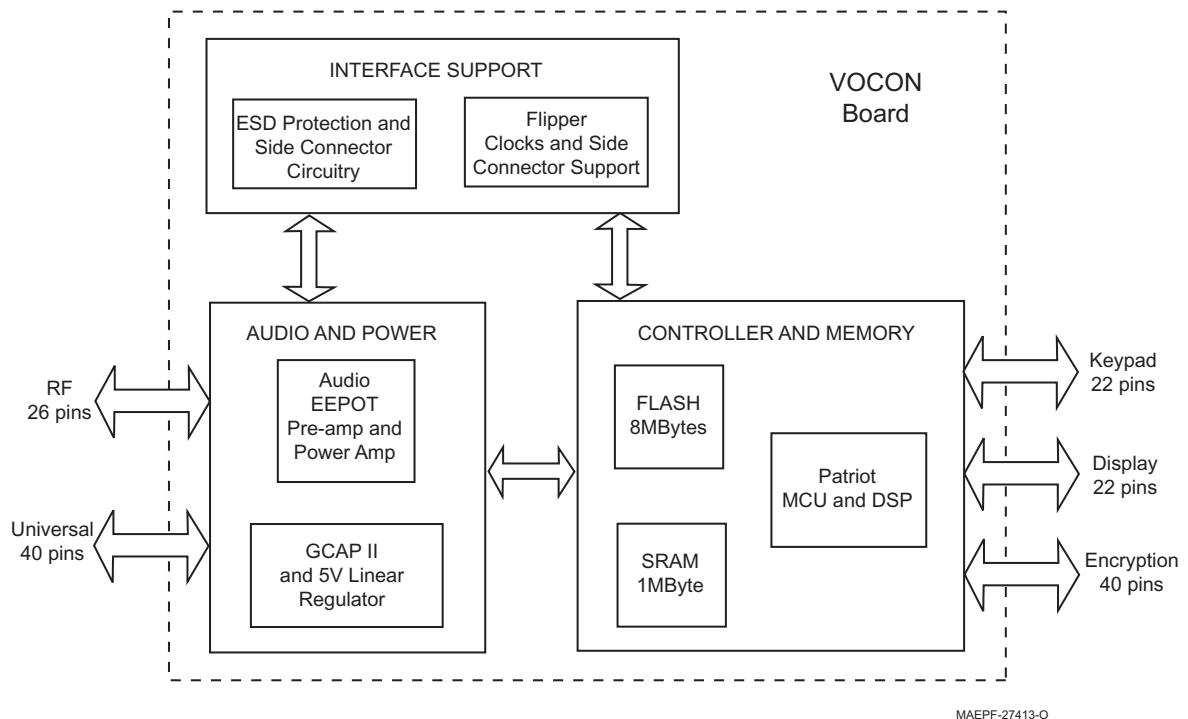 INTERFACE SUPPORT
VOCON
Board
ESD Protection and
Side Connector
Circuitry
Flipper
Clocks and Side
Connector Support
AUDIO AND POWER
CONTROLLER AND MEMORY
Audio
EEPOT
Pre-amp and
Power Amp
GCAP II
and 5V Linear
Regulator
FLASH
8MBytes
Patriot
MCU and DSP
SRAM
1MByte
RF
26 pins
Universal
40 pins
Keypad
22 pins
Display
22 pins
Encryption
40 pins
MAEPF-27413-O